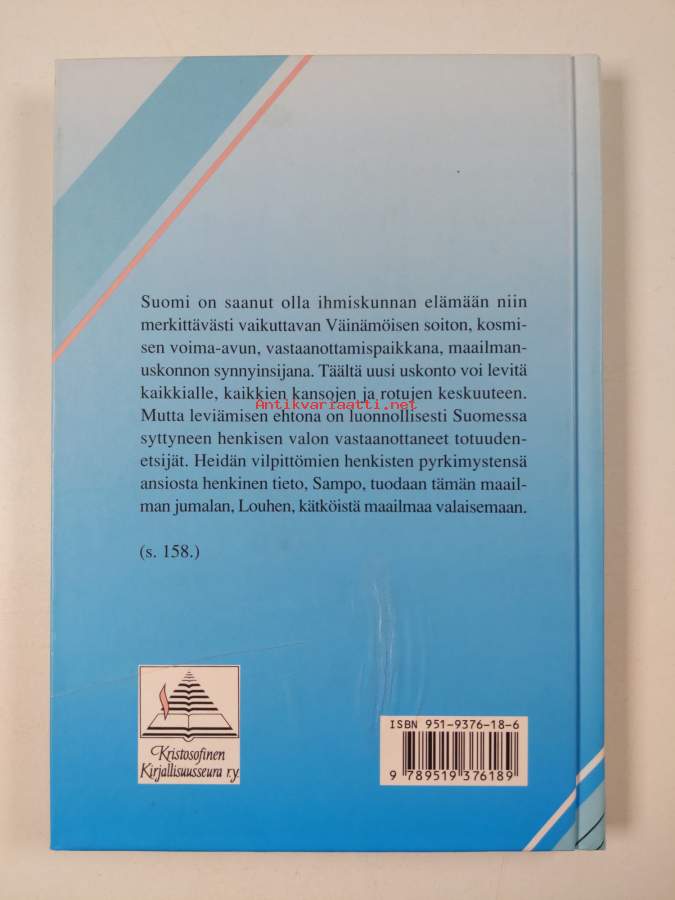 Suomi on saanut olla ihmiskunnan elämään niin
merkittävästi vaikuttavan Väinämöisen soiton, kosmi-
sen voima-avun, vastaanottamispaikkana, maailman-
uskonnon synnyinsijana. Täältä uusi uskonto voi levitä
kaikkialle, kaikkien kansojen ja rotujen keskuuteen.
Antikvariaatti.net
Mutta leviämisen ehtona on luonnollisesti Suomessa
syttyneen henkisen valon vastaanottaneet totuuden-
etsijät. Heidän vilpittömien henkisten pyrkimystensä
ansiosta henkinen tieto, Sampo, tuodaan tämän maail-
man jumalan, Louhen, kätköistä maailmaa valaisemaan.
(s. 158.)
Kristosofinen
Kirjallisuusseura r.y.
ISBN 951-9376-18-6
9 789519 376189